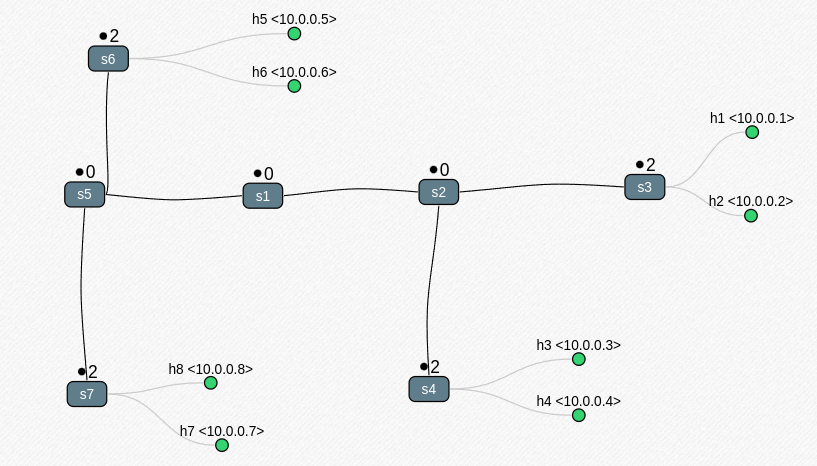 h5 <10.0.0.5>
2
s6
h6 <10.0.0.6>
h1 <10.0.0.1>
0
s5
0
s1
0
s2
2
s3
h2 <10.0.0.2>
h3 <10.0.0.3>
2
s4
h4 <10.0.0.4>
2
s7
h8 <10.0.0.8>
h7 <10.0.0.7>